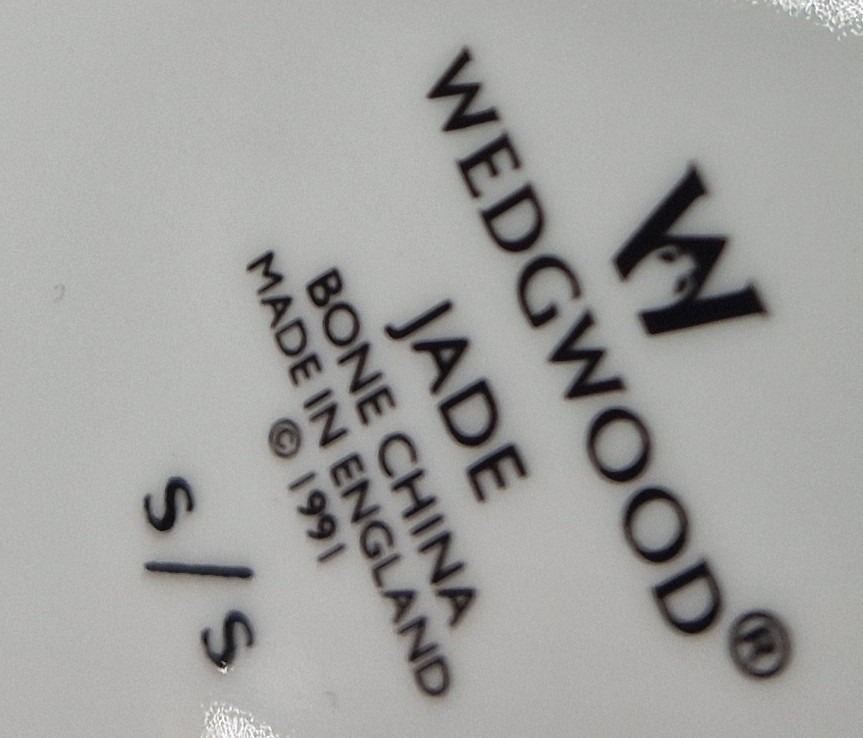 W
WEDGWOOD®
JADE
BONE CHINA
MADE IN ENGLAND
© 1991
S/S